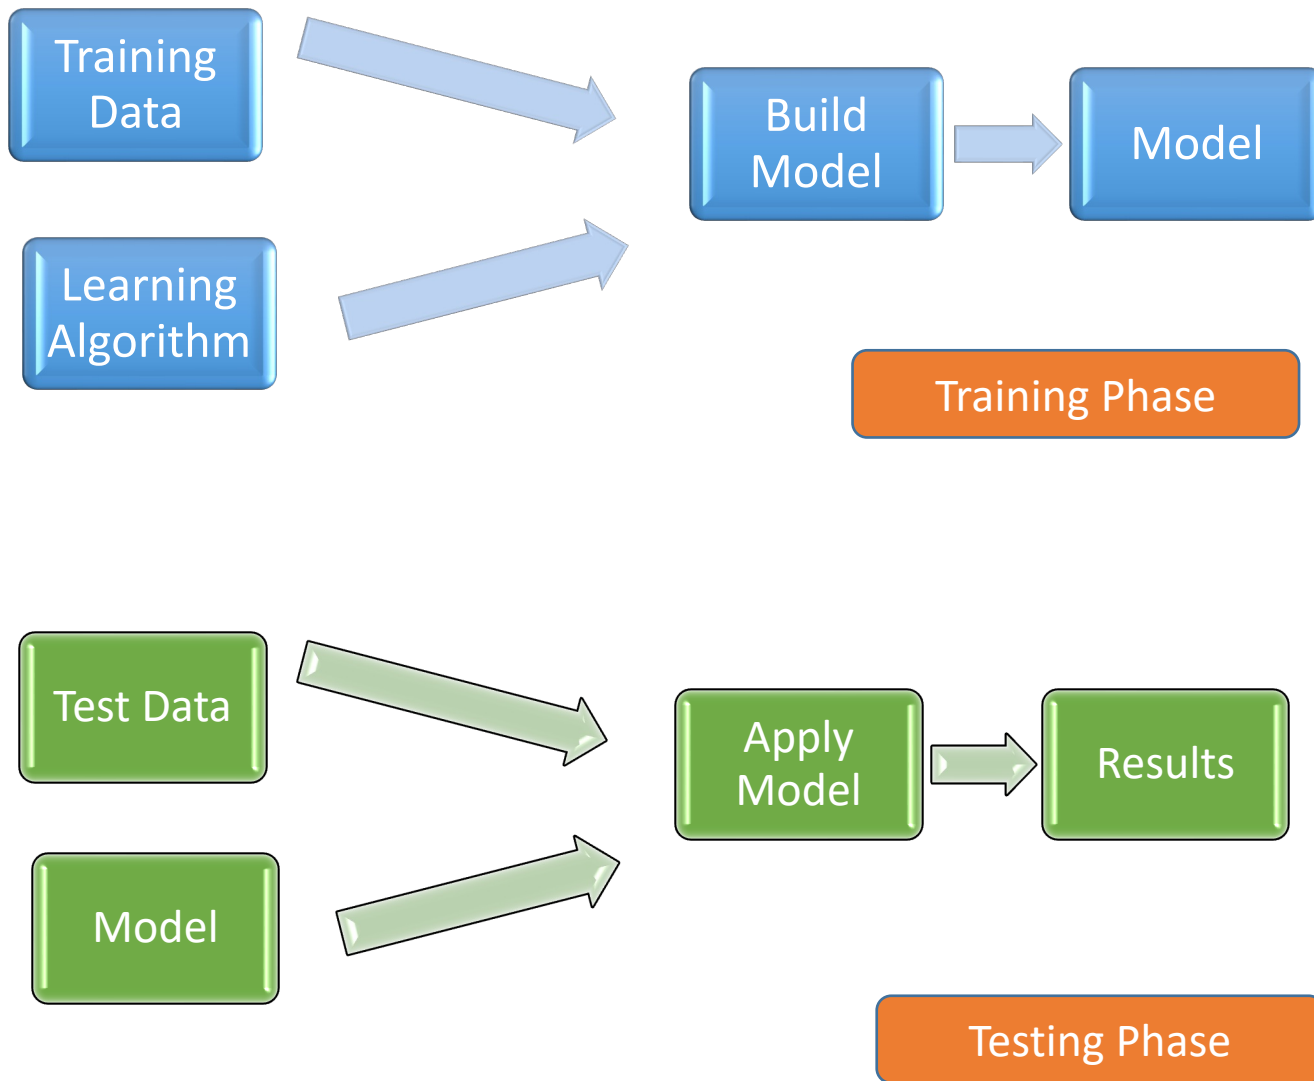 Training
Data
Build
Model
Model
Learning
Algorithm
Training Phase
Test Data
Apply
Model
Results
Model
Testing Phase